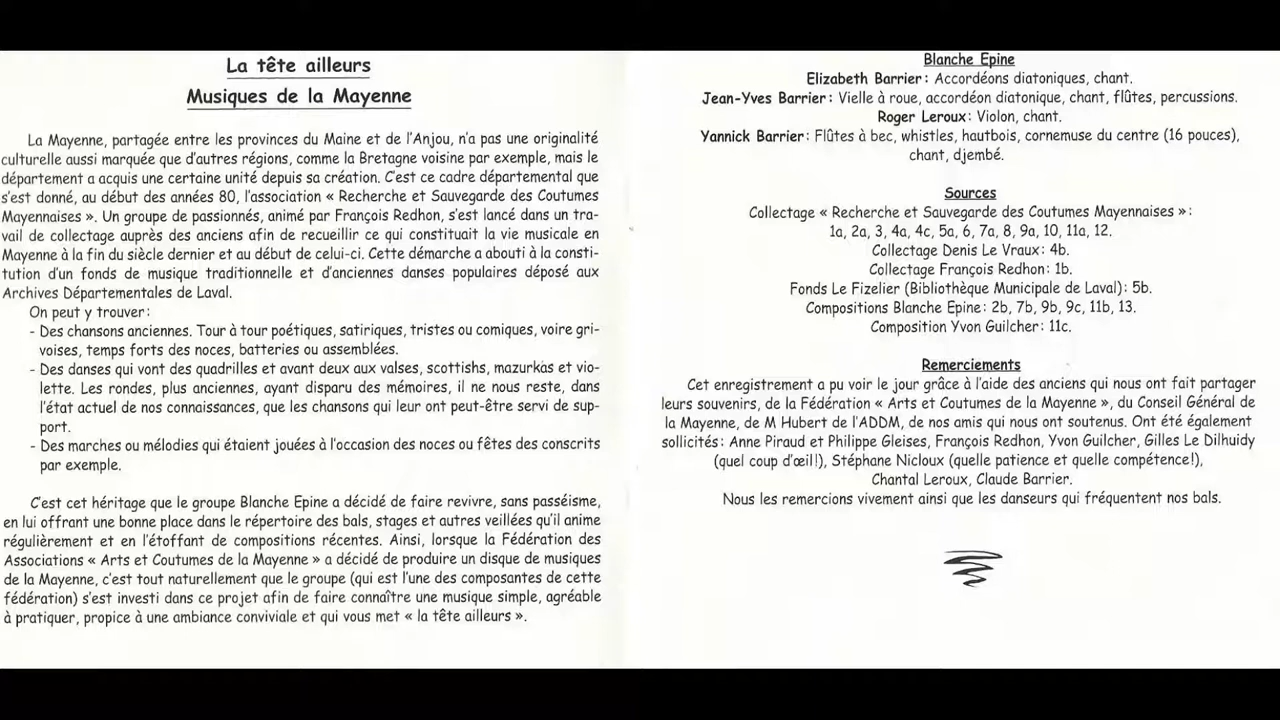 La tête ailleurs
Musiques de la Mayenne
La Mayenne, partagée entre les provinces du Maine et de l'Anjou, n'a pas une originalité
culturelle aussi marquée que d'autres régions, comme la Bretagne voisine par exemple, mais le
département a acquis une certaine unité depuis sa création. C'est ce cadre départemental que
s'est donné, au début des années 80, l'association « Recherche et Sauvegarde des Coutumes
Mayennaises ». Un groupe de passionnés, animé par François Redhon, s'est lancé dans un tra-
vail de collectage auprès des anciens afin de recueillir ce qui constituait la vie musicale en
Mayenne à la fin du siècle dernier et au début de celui-ci. Cette démarche a abouti à la consti-
tution d'un fonds de musique traditionnelle et d'anciennes danses populaires déposé aux
Archives Départementales de Laval.
On peut y trouver :
- Des chansons anciennes. Tour à tour poétiques, satiriques, tristes ou comiques, voire gri-
voises, temps forts des noces, batteries ou assemblées.
- Des danses qui vont des quadrilles et avant deux aux valses, scottishs, mazurkas et vio-
lette. Les rondes, plus anciennes, ayant disparu des mémoires, il ne nous reste, dans
l'état actuel de nos connaissances, que les chansons qui leur ont peut-être servi de sup-
port.
- Des marches ou mélodies qui étaient jouées à l'occasion des noces ou fêtes des conscrits
par exemple.
C'est cet héritage que le groupe Blanche Epine a décidé de faire revivre, sans passéisme,
en lui offrant une bonne place dans le répertoire des bals, stages et autres veillées qu'il anime
régulièrement et en l'étoffant de compositions récentes. Ainsi, lorsque la Fédération des
Associations « Arts et Coutumes de la Mayenne » a décidé de produire un disque de musiques
de la Mayenne, c'est tout naturellement que le groupe (qui est l'une des composantes de cette
fédération) s'est investi dans ce projet afin de faire connaître une musique simple, agréable
à pratiquer, propice à une ambiance conviviale et qui vous met « la tête ailleurs ».
Blanche Epine
Elizabeth Barrier : Accordéons diatoniques, chant.
Jean-Yves Barrier : Vielle à roue, accordéon diatonique, chant, flûtes, percussions.
Roger Leroux : Violon, chant.
Yannick Barrier : Flûtes à bec, whistles, hautbois, cornemuse du centre (16 pouces),
chant, djembé.
Sources
Collectage « Recherche et Sauvegarde des Coutumes Mayennaises » :
1a, 2a, 3, 4a, 4c, 5a, 6, 7a, 8, 9a, 10, 11a, 12.
Collectage Denis Le Vraux : 4b.
Collectage François Redhon : 1b.
Fonds Le Fizelier (Bibliothèque Municipale de Laval) : 5b.
Compositions Blanche Epine : 2b, 7b, 9b, 9c, 11b, 13.
Composition Yvon Guilcher : 11c.
Remerciements
Cet enregistrement a pu voir le jour grâce à l'aide des anciens qui nous ont fait partager
leurs souvenirs, de la Fédération « Arts et Coutumes de la Mayenne », du Conseil Général de
la Mayenne, de M Hubert de l'ADDM, de nos amis qui nous ont soutenus. Ont été également
sollicités : Anne Piraud et Philippe Gleises, François Redhon, Yvon Guilcher, Gilles Le Dilhuidy
(quel coup d'œil !), Stéphane Nicloux (quelle patience et quelle compétence !),
Chantal Leroux, Claude Barrier.
Nous les remercions vivement ainsi que les danseurs qui fréquentent nos bals.